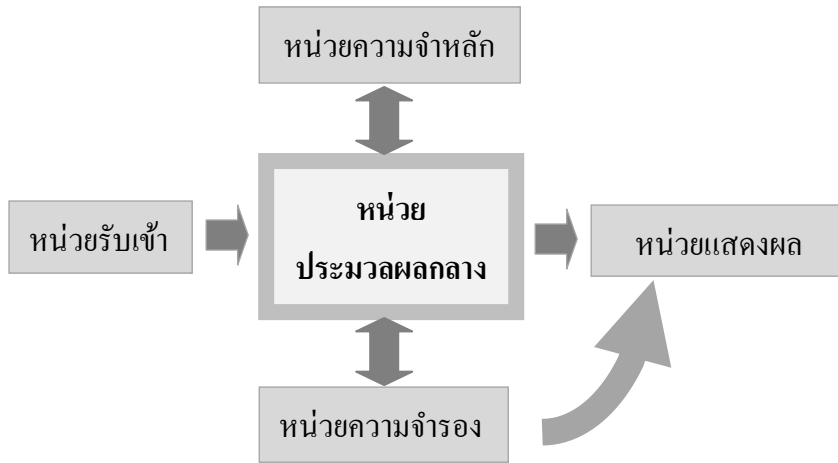 หน่วยความจำหลัก
หน่วยรับเข้า
หน่วย
ประมวลผลกลาง
หน่วยแสดงผล
หน่วยความจำรอง